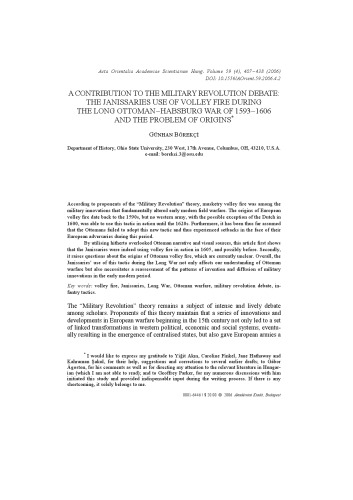 Acta Orientalia Academiae Scientiarum Hung. Volume 59 (4), 407–438 (2006)
DOI: 10.1556/AOrient.59.2006.4.2
A CONTRIBUTION TO THE MILITARY REVOLUTION DEBATE:
THE JANISSARIES USE OF VOLLEY FIRE DURING
THE LONG OTTOMAN–HABSBURG WAR OF 1593–1606
AND THE PROBLEM OF ORIGINS*
GÜNHAN BÖREKÇİ
Department of History, Ohio State University, 230 West, 17th Avenue, Columbus, OH, 43210, U.S.A.
e-mail: borekci.3@osu.edu
According to proponents of the “Military Revolution” theory, musketry volley fire was among the
military innovations that fundamentally altered early modern field warfare. The origins of European
volley fire date back to the 1590s, but no western army, with the possible exception of the Dutch in
1600, was able to use this tactic in action until the 1620s. Furthermore, it has been thus far assumed
that the Ottomans failed to adopt this new tactic and thus experienced setbacks in the face of their
European adversaries during this period.
By utilising hitherto overlooked Ottoman narrative and visual sources, this article first shows
that the Janissaries were indeed using volley fire in action in 1605, and possibly before. Secondly,
it raises questions about the origins of Ottoman volley fire, which are currently unclear. Overall, the
Janissaries’ use of this tactic during the Long War not only affects our understanding of Ottoman
warfare but also necessitates a reassessment of the patterns of invention and diffusion of military
innovations in the early modern period.
Key words: volley fire, Janissaries, Long War, Ottoman warfare, military revolution debate, in-
fantry tactics.
The “Military Revolution” theory remains a subject of intense and lively debate
among scholars. Proponents of this theory maintain that a series of innovations and
developments in European warfare beginning in the 15th century not only led to a set
of linked transformations in western political, economic and social systems, eventu-
ally resulting in the emergence of centralised states, but also gave European armies a
* I would like to express my gratitude to Yiğit Akın, Caroline Finkel, Jane Hathaway and
Kahraman Şakul, for their help, suggestions and corrections to several earlier drafts; to Gábor
Ágoston, for his comments as well as for directing my attention to the relevant literature in Hungar-
ian (which I am not able to read); and to Geoffrey Parker, for my numerous discussions with him
initiated this study and provided indispensable input during the writing process. If there is any
shortcoming, it solely belongs to me.
0001-6446 / $ 20.00 © 2006 Akadémiai Kiadó, Budapest